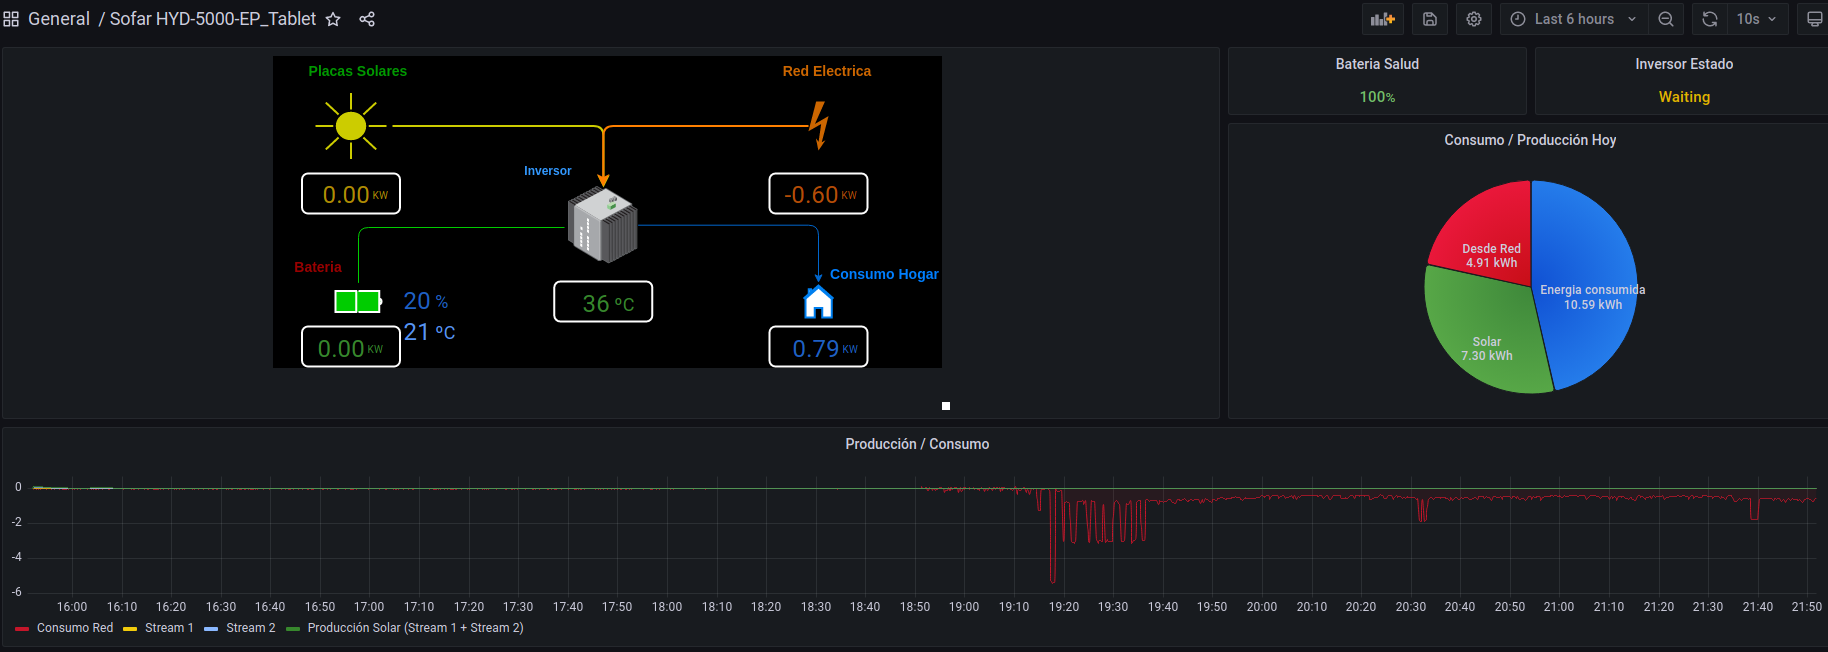 General / Sofar HYD-5000-EP_Tablet
Last 6 hours
10s
Placas Solares
Red Electrica
0.00 KW
-0.60 KW
Inversor
Bateria
Consumo Hogar
20 %
21 ºC
36 ºC
0.00 KW
0.79 KW
Bateria Salud
100%
Inversor Estado
Waiting
Consumo / Producción Hoy
Desde Red
4.91 kWh
Energia consumida
10.59 kWh
Solar
7.30 kWh
Producción / Consumo
0
-2
-4
-6
16:00 16:10 16:20 16:30 16:40 16:50 17:00 17:10 17:20 17:30 17:40 17:50 18:00 18:10 18:20 18:30 18:40 18:50 19:00 19:10 19:20 19:30 19:40 19:50 20:00 20:10 20:20 20:30 20:40 20:50 21:00 21:10 21:20 21:30 21:40 21:50
Consumo Red Stream 1 Stream 2 Producción Solar (Stream 1 + Stream 2)